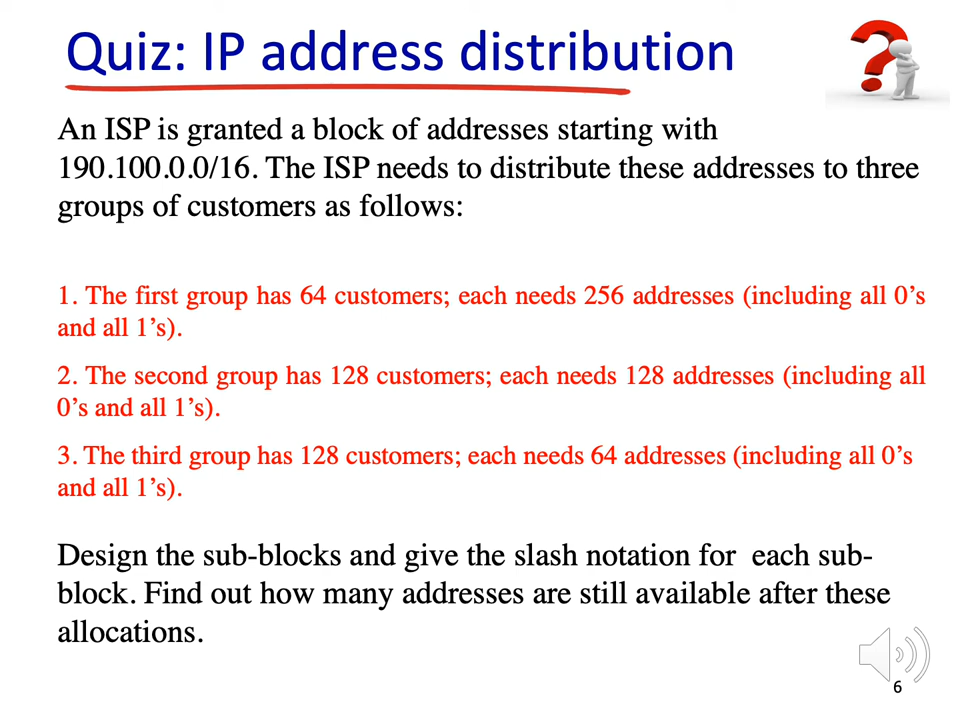 Quiz: IP address distribution
An ISP is granted a block of addresses starting with
190.100.0.0/16. The ISP needs to distribute these addresses to three
groups of customers as follows:
1. The first group has 64 customers; each needs 256 addresses (including all 0’s
and all 1’s).
2. The second group has 128 customers; each needs 128 addresses (including all
0’s and all 1’s).
3. The third group has 128 customers; each needs 64 addresses (including all 0’s
and all 1’s).
Design the sub-blocks and give the slash notation for each sub-
block. Find out how many addresses are still available after these
allocations.
6